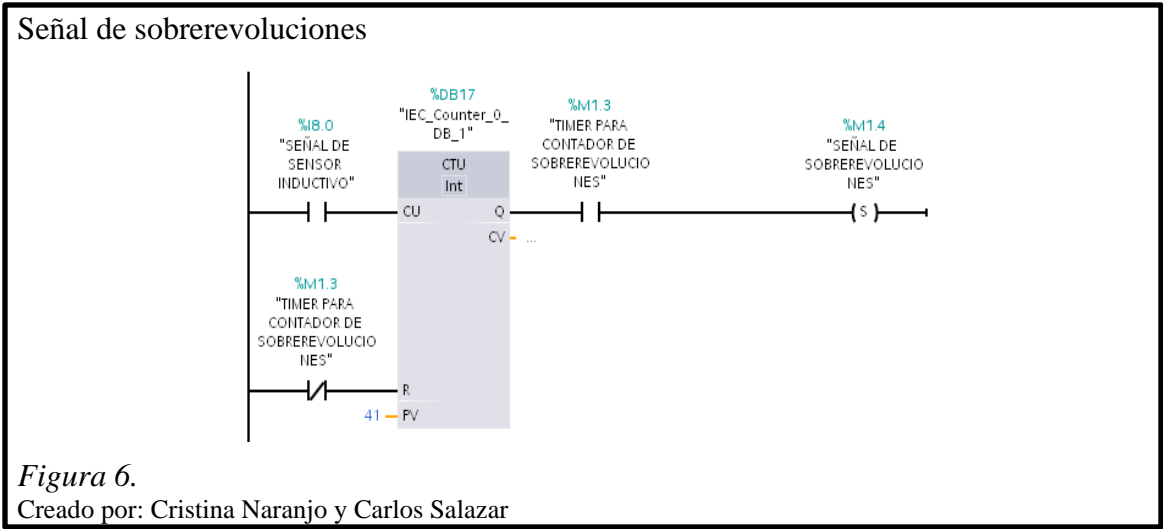 Señal de sobrerevoluciones
%DB17
"IEC_Counter_0_
DB_1"
%I8.0
"SEÑAL DE
SENSOR
INDUCTIVO"
CTU
Int
%M1.3
"TIMER PARA
CONTADOR DE
SOBREREVOLUCIO
NES"
%M1.4
"SEÑAL DE
SOBREREVOLUCIO
NES"
CU Q
S
CV ...
%M1.3
"TIMER PARA
CONTADOR DE
SOBREREVOLUCIO
NES"
R
41 PV
Figura 6.
Creado por: Cristina Naranjo y Carlos Salazar